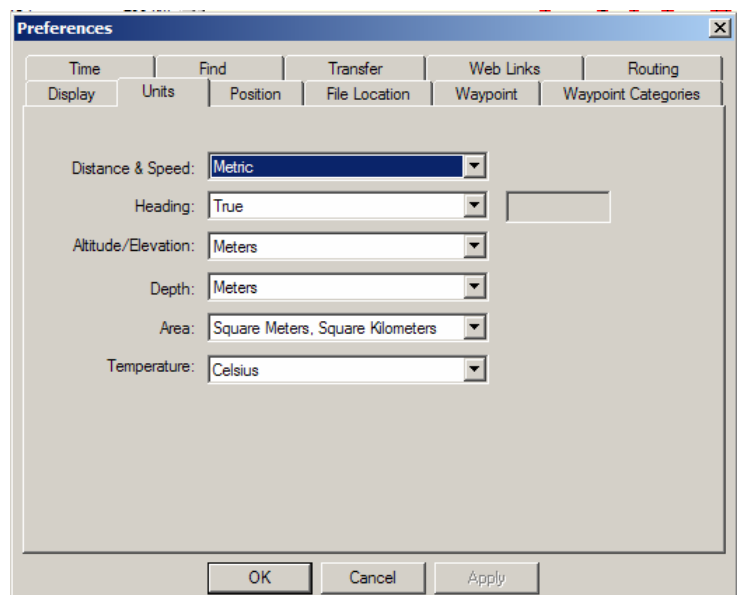 Preferences
Time Find Transfer Web Links Routing
Display Units Position File Location Waypoint Waypoint Categories
Distance & Speed: Metric
Heading: True
Altitude/Elevation: Meters
Depth: Meters
Area: Square Meters, Square Kilometers
Temperature: Celsius
OK Cancel Apply